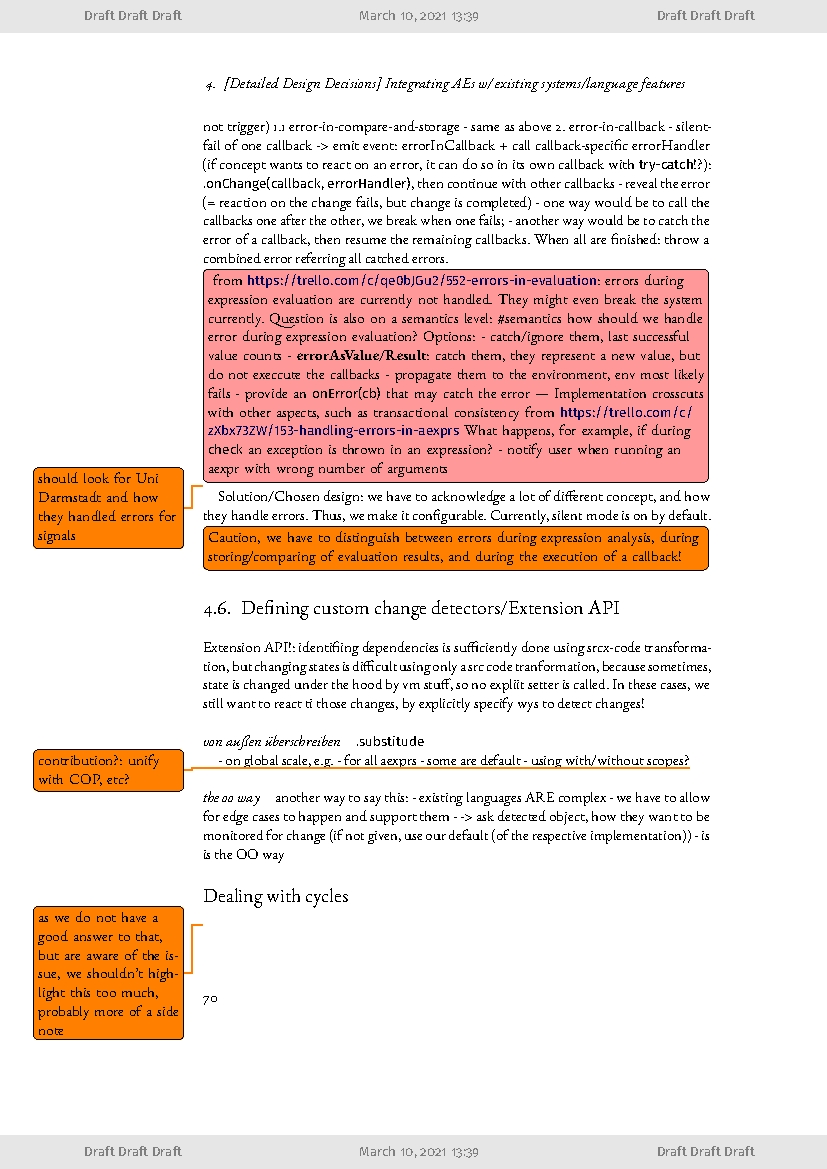 Draft Draft Draft March 10, 2021 13:39 Draft Draft Draft
4. [Detailed Design Decisions] Integrating AEs w/ existing systems/language features
not trigger) 1.1 error-in-compare-and-storage - same as above 2. error-in-callback - silent-
fail of one callback -> emit event: errorInCallback + call callback-specific errorHandler
(if concept wants to react on an error, it can do so in its own callback with try-catch!?):
.onChange(callback, errorHandler), then continue with other callbacks - reveal the error
(= reaction on the change fails, but change is completed) - one way would be to call the
callbacks one after the other, we break when one fails; - another way would be to catch the
error of a callback, then resume the remaining callbacks. When all are finished: throw a
combined error referring all catched errors.
from https://trello.com/c/qe0bJGu2/552-errors-in-evaluation: errors during
expression evaluation are currently not handled. They might even break the system
currently. Question is also on a semantics level: #semantics how should we handle
error during expression evaluation? Options: - catch/ignore them, last successful
value counts - errorAsValue/Result: catch them, they represent a new value, but
do not execcute the callbacks - propagate them to the environment, env most likely
fails - provide an onError(cb) that may catch the error — Implementation crosscuts
with other aspects, such as transactional consistency from https://trello.com/c/
zXbx73ZW/153-handling-errors-in-aexprs What happens, for example, if during
check an exception is thrown in an expression? - notify user when running an
aexpr with wrong number of arguments
should look for Uni
Darmstadt and how
they handled errors for
signals
Solution/Chosen design: we have to acknowledge a lot of different concept, and how
they handle errors. Thus, we make it configurable. Currently, silent mode is on by default.
Caution, we have to distinguish between errors during expression analysis, during
storing/comparing of evaluation results, and during the execution of a callback!
4.6. Defining custom change detectors/Extension API
Extension API!: identifiing dependencies is sufficiently done using srcx-code transforma-
tion, but changing states is difficult using only a src code tranformation, because sometimes,
state is changed under the hood by vm stuff, so no expliit setter is called. In these cases, we
still want to react ti those changes, by explicitly specify wys to detect changes!
von außen überschreiben .substitude
- on global scale, e.g. - for all aexprs - some are default - using with/without scopes?
contribution?: unify
with COP, etc?
the oo way another way to say this: - existing languages ARE complex - we have to allow
for edge cases to happen and support them - -> ask detected object, how they want to be
monitored for change (if not given, use our default (of the respective implementation)) - is
is the OO way
Dealing with cycles
as we do not have a
good answer to that,
but are aware of the is-
sue, we shouldn't high-
light this too much,
probably more of a side
note
70
Draft Draft Draft March 10, 2021 13:39 Draft Draft Draft